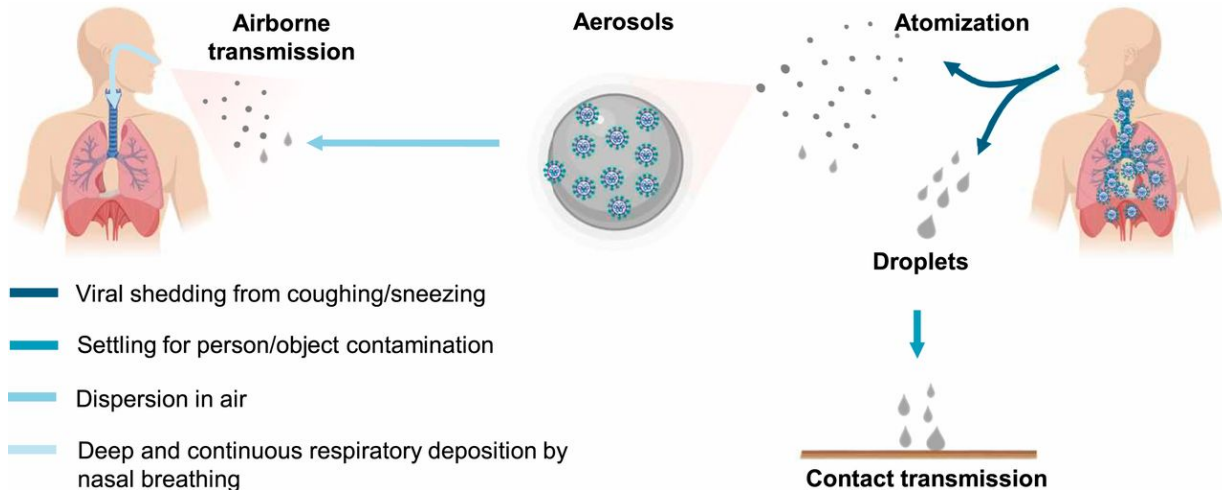 Airborne
transmission
Aerosols
Atomization
Droplets
Viral shedding from coughing/sneezing
Settling for person/object contamination
Dispersion in air
Deep and continuous respiratory deposition by
nasal breathing
Contact transmission